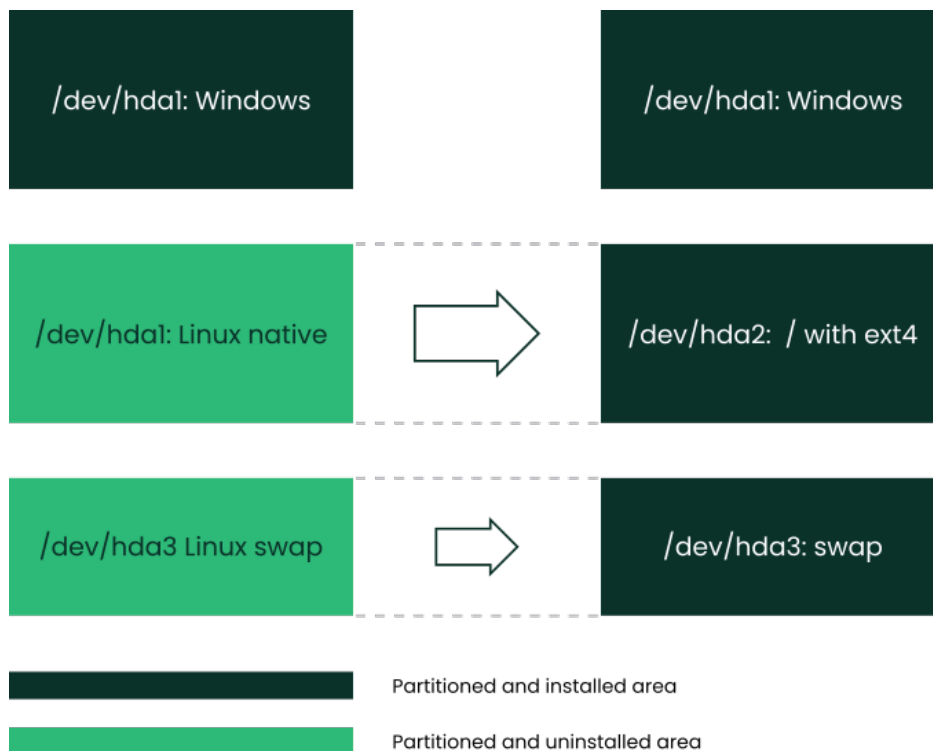 /dev/hda1: Windows
/dev/hda1: Windows
/dev/hda1: Linux native
/dev/hda2:  / with ext4
/dev/hda3 Linux swap
/dev/hda3: swap
Partitioned and installed area
Partitioned and uninstalled area